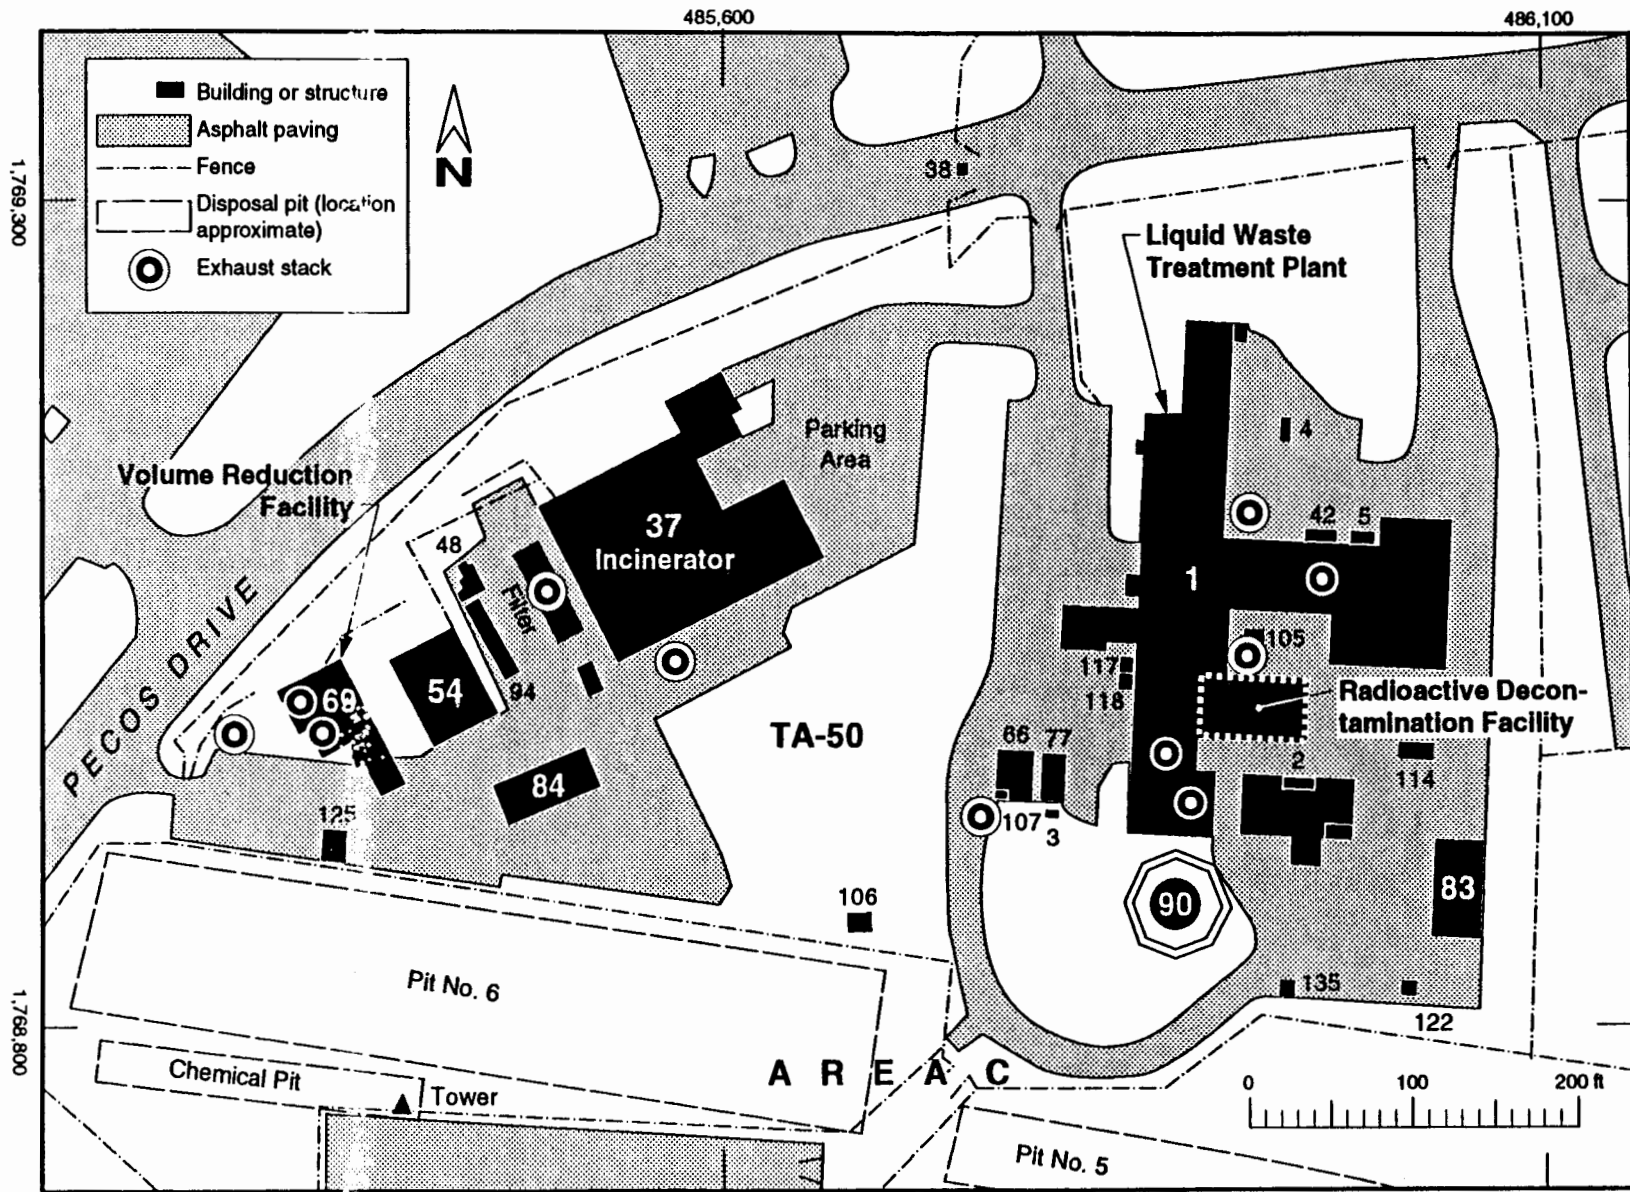 485,600
486,100
1,769,300
1,768,800
Building or structure
Asphalt paving
Fence
Disposal pit (location
approximate)
Exhaust stack
N
38
Liquid Waste
Treatment Plant
Parking
Area
4
Volume Reduction
Facility
48
37
Incinerator
42
5
Filter
1
PECOS DRIVE
105
117
118
69
54
94
Radioactive Decon-
tamination Facility
TA-50
66
77
2
114
84
107
3
125
83
106
90
Pit No. 6
135
122
Chemical Pit
AREA C
Tower
0
100
200 ft
Pit No. 5